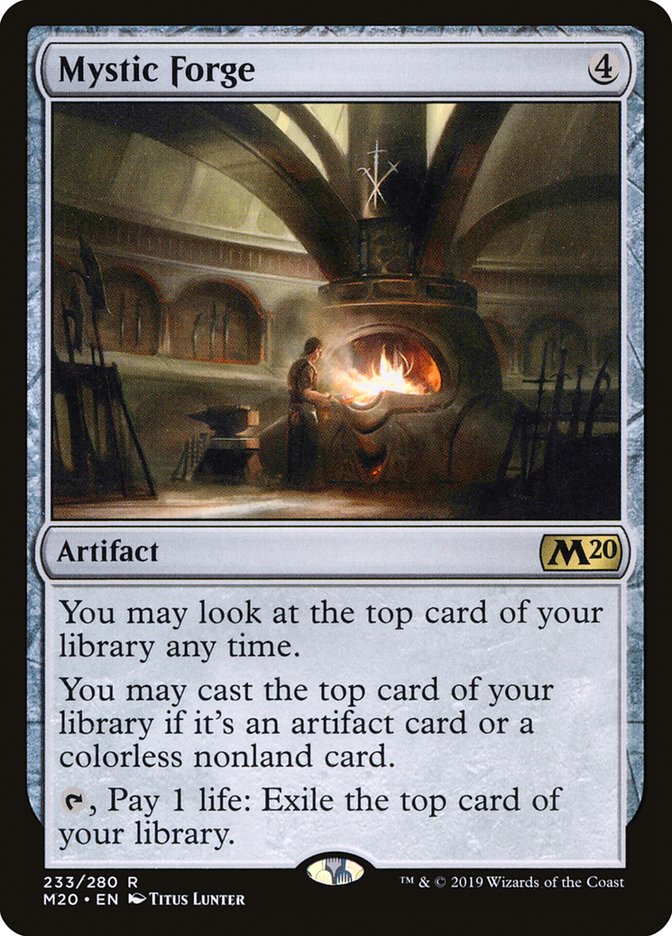 Mystic Forge 4
Artifact M20
You may look at the top card of your
library any time.
You may cast the top card of your
library if it's an artifact card or a
colorless nonland card.
, Pay 1 life: Exile the top card of
your library.
233/280 R
M20 • EN Titus Lunter
™ & © 2019 Wizards of the Coast